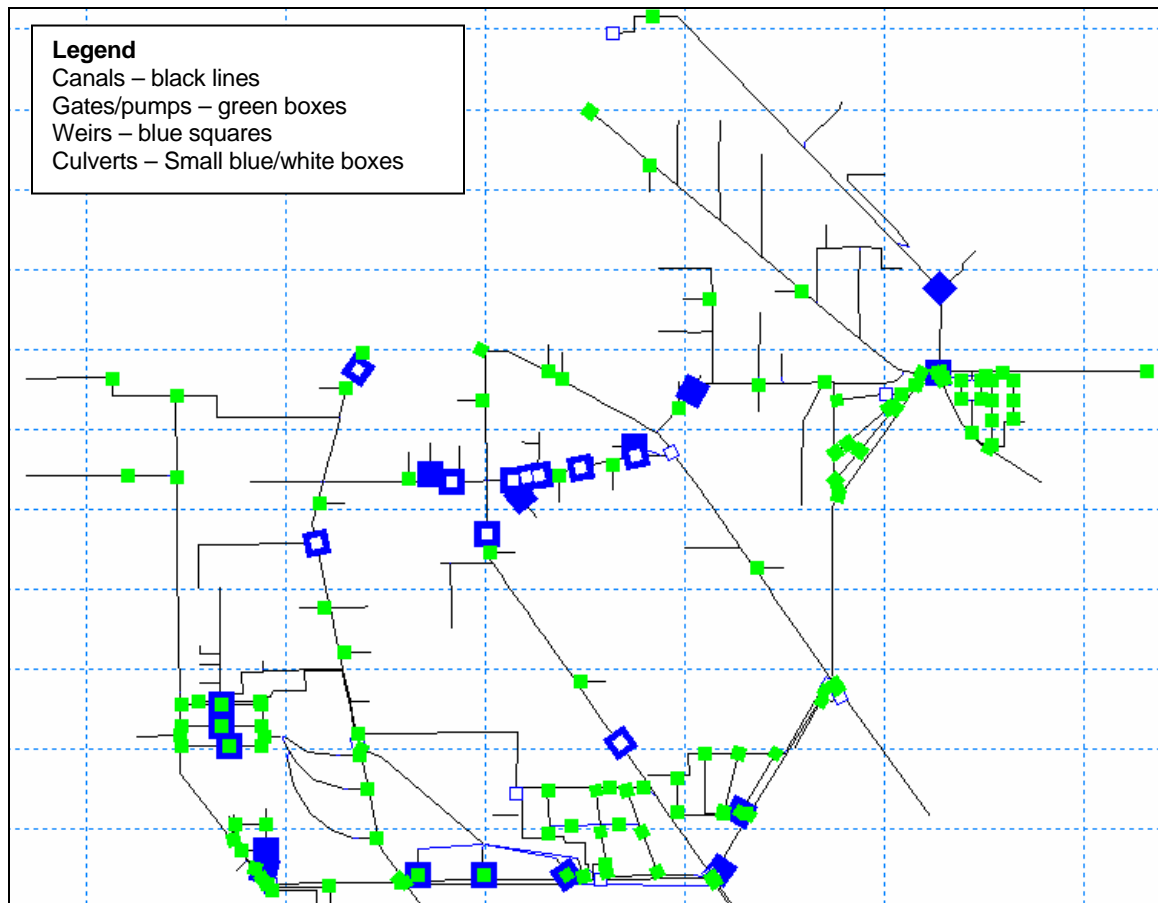 Legend
Canals – black lines
Gates/pumps – green boxes
Weirs – blue squares
Culverts – Small blue/white boxes